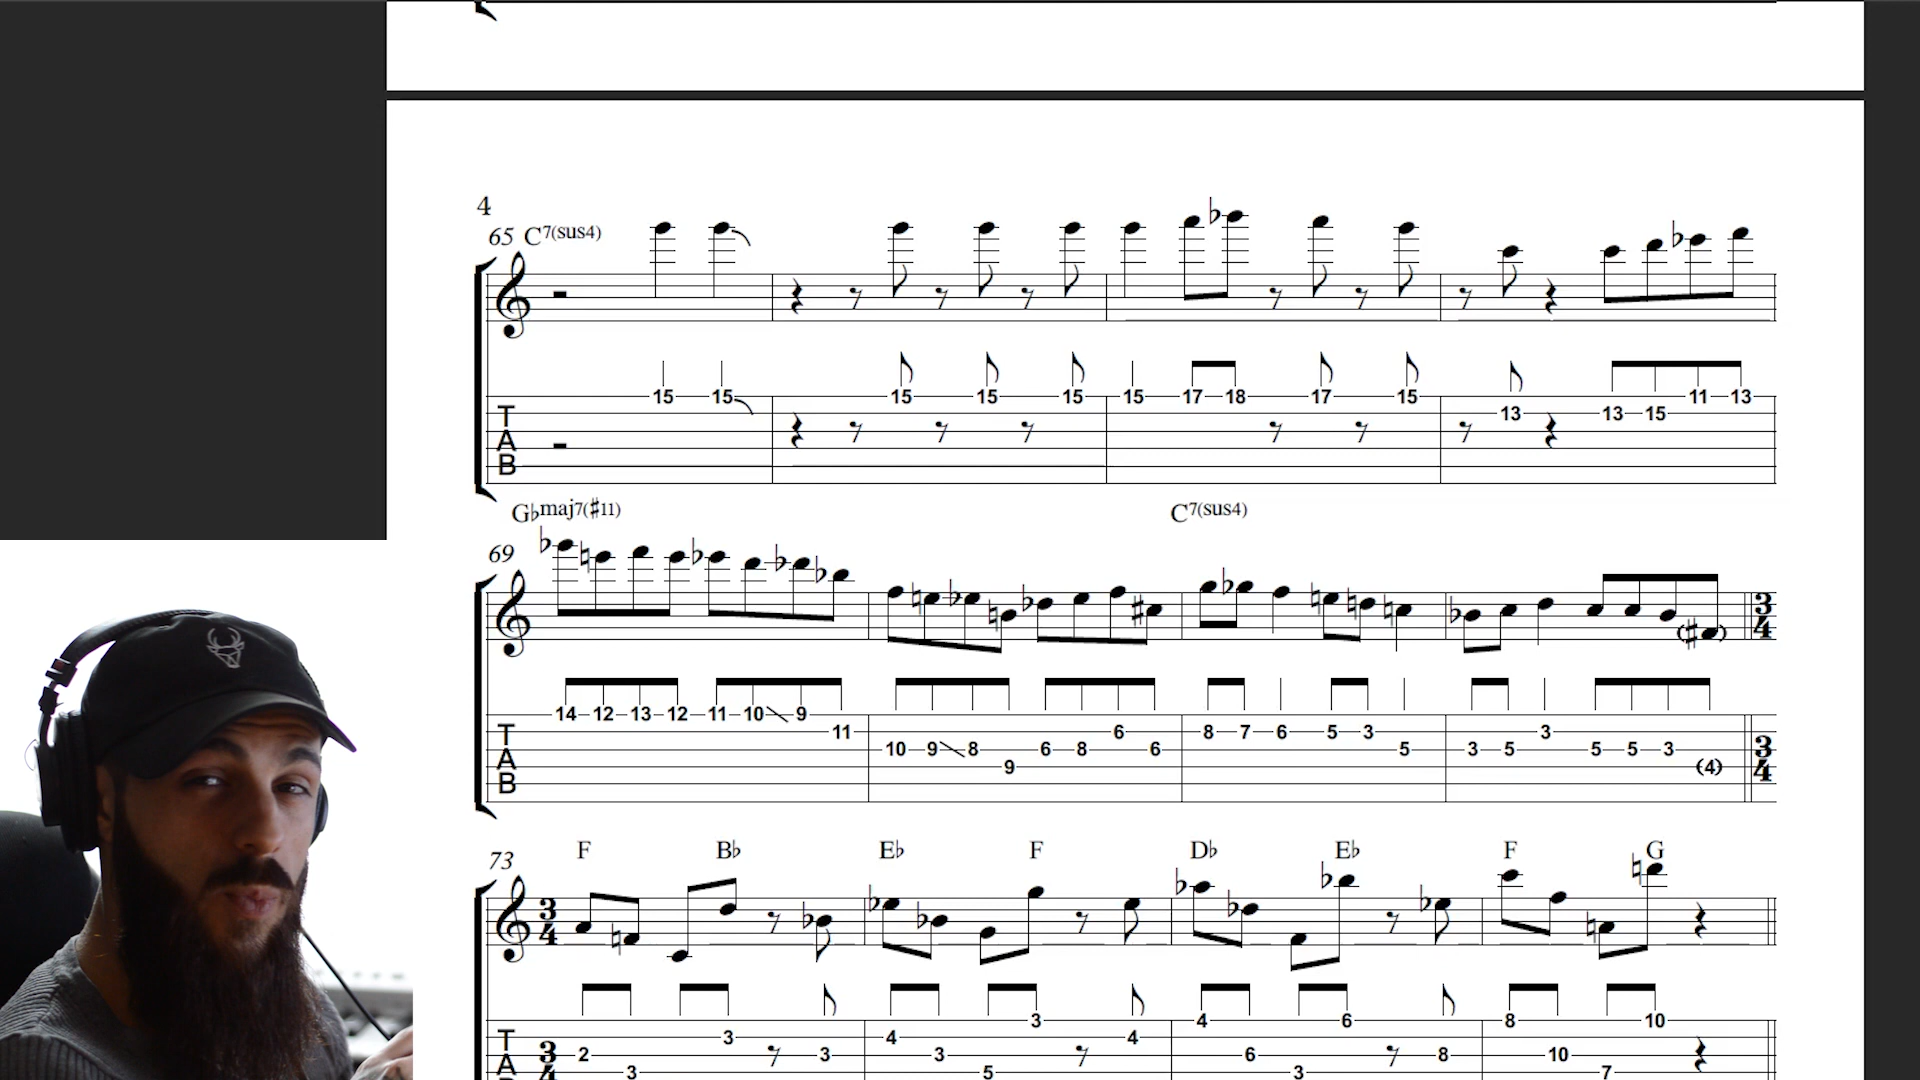 4
65 C7(sus4)
T 15 15 15 15 15 15 17 18 17 15 13 13 15 11 13
A
B
G♭maj7(♯11) C7(sus4)
69
3
4
T 14 12 13 12 11 10 9 11 10 9 8 9 6 8 6 6 8 7 6 5 3 5 3 5 3 5 5 3 (4)
A
B
3
4
73 F B♭ E♭ F D♭ E♭ F G
3
4
T 2 3 3 3 4 3 5 3 4 4 6 3 6 8 8 10 7 10
A
3
4